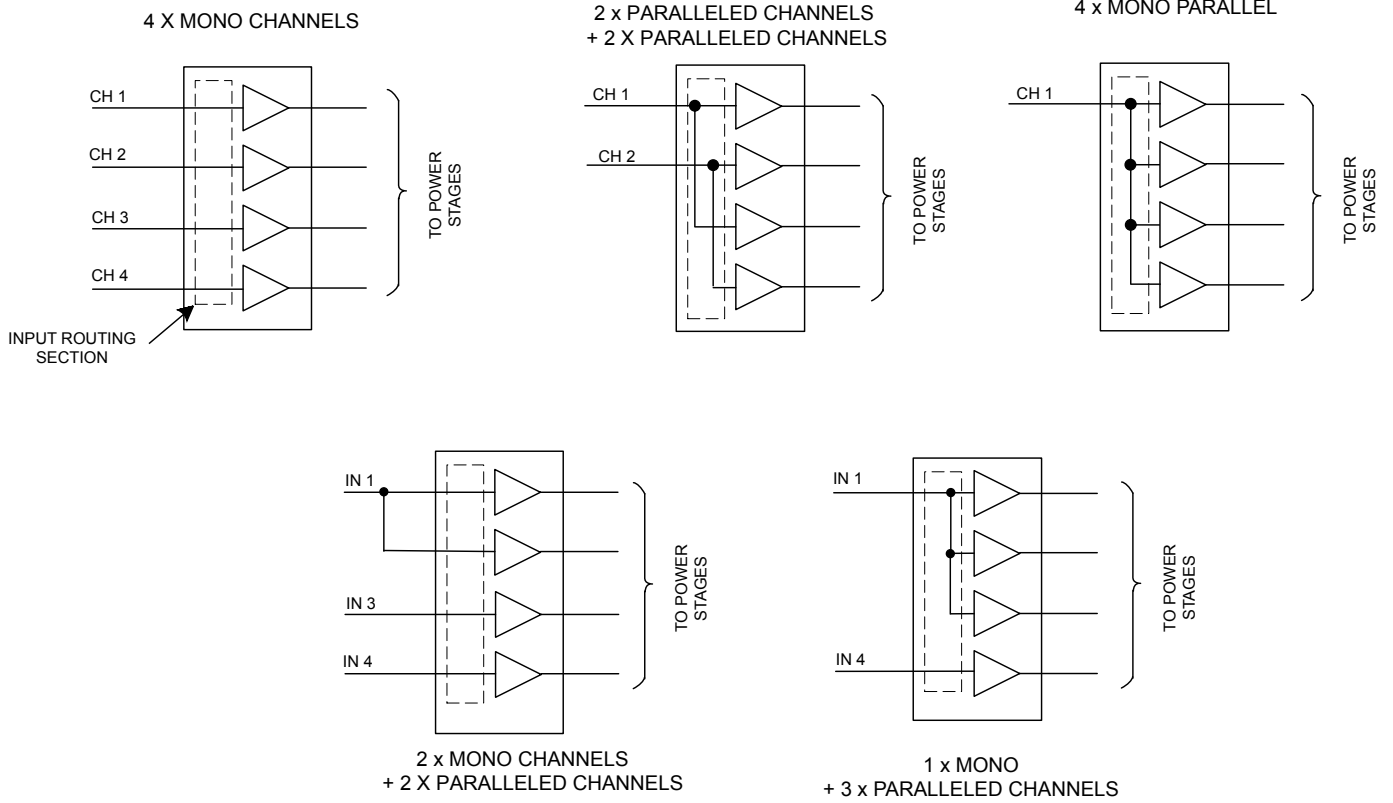 4 X MONO CHANNELS
CH 1
CH 2
CH 3
CH 4
INPUT ROUTING
SECTION
TO POWER
STAGES
2 x PARALLELED CHANNELS
+ 2 X PARALLELED CHANNELS
CH 1
CH 2
TO POWER
STAGES
4 x MONO PARALLEL
CH 1
TO POWER
STAGES
IN 1
IN 3
IN 4
TO POWER
STAGES
2 x MONO CHANNELS
+ 2 X PARALLELED CHANNELS
IN 1
IN 4
TO POWER
STAGES
1 x MONO
+ 3 x PARALLELED CHANNELS